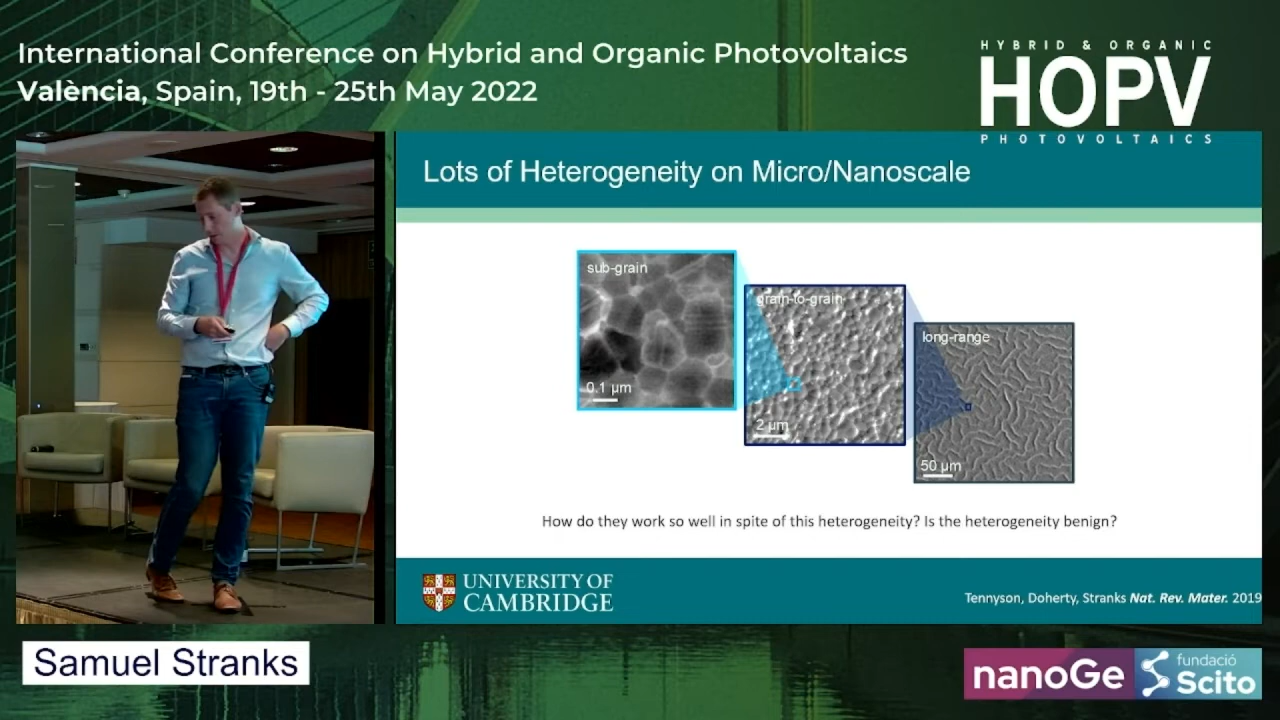 International Conference on Hybrid and Organic Photovoltaics
València, Spain, 19th - 25th May 2022
HYBRID & ORGANIC
HOPV
PHOTOVOLTAICS
Lots of Heterogeneity on Micro/Nanoscale
sub-grain
0.1 µm
grain-to-grain
2 µm
long-range
50 µm
How do they work so well in spite of this heterogeneity? Is the heterogeneity benign?
UNIVERSITY OF
CAMBRIDGE
Tennyson, Doherty, Stranks Nat. Rev. Mater. 2019
Samuel Stranks
nanoGe
fundació
Scito